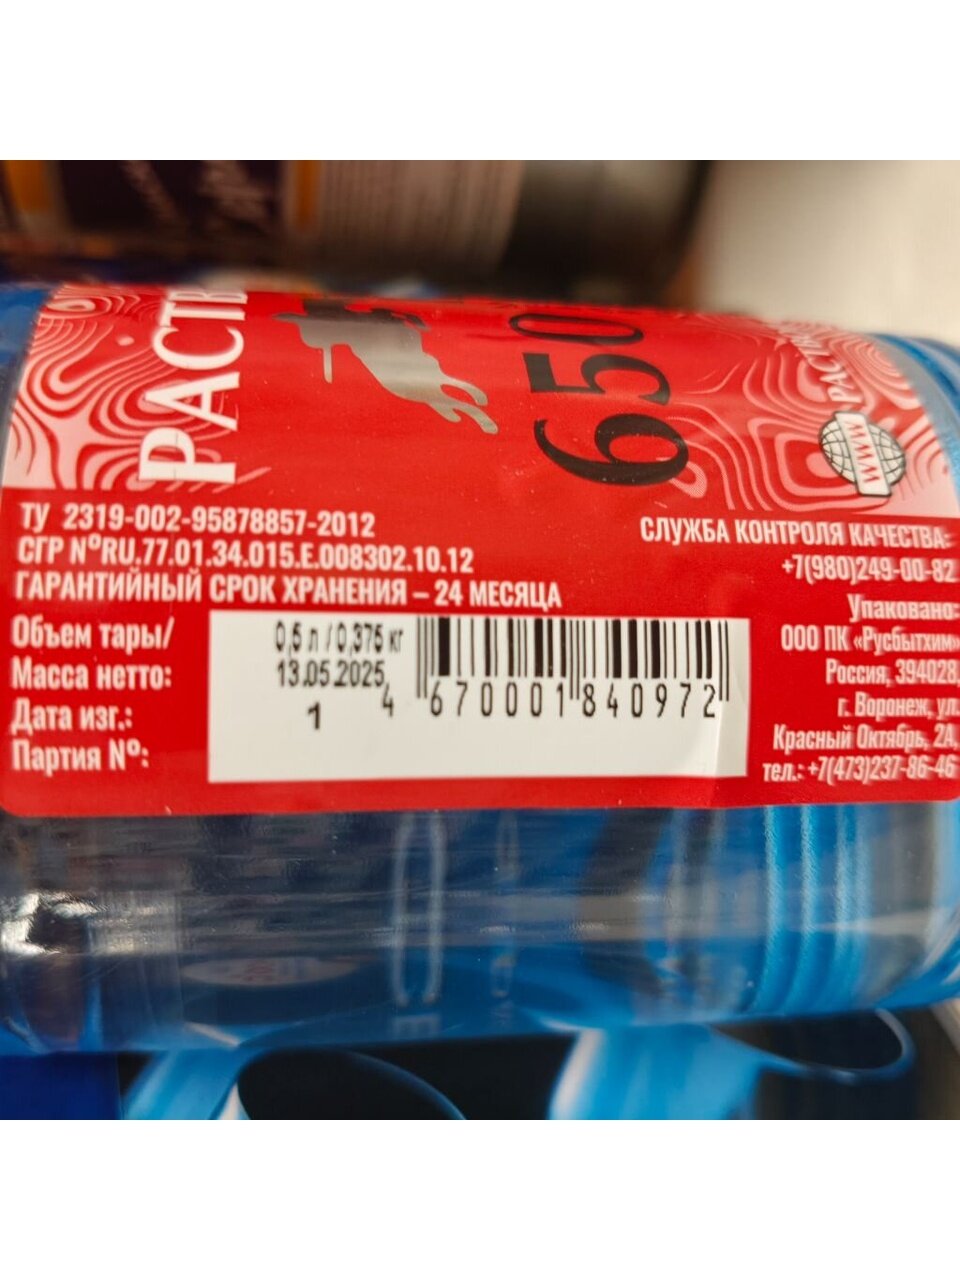 РАСТВ
650
WWW
РАСТВ
ТУ 2319-002-95878857-2012
СГР N°RU.77.01.34.015.Е.008302.10.12
ГАРАНТИЙНЫЙ СРОК ХРАНЕНИЯ – 24 МЕСЯЦА
Объем тары/
Масса нетто:
Дата изг.:
Партия N°:
0,5 л / 0,375 кг
13.05.2025
1
4 670001 840972
СЛУЖБА КОНТРОЛЯ КАЧЕСТВА:
+7(980)249-00-82
Упаковано:
ООО ПК «Русбытхим»
Россия, 394028,
г. Воронеж, ул.
Красный Октябрь, 2А,
тел.: +7(473)237-86-46